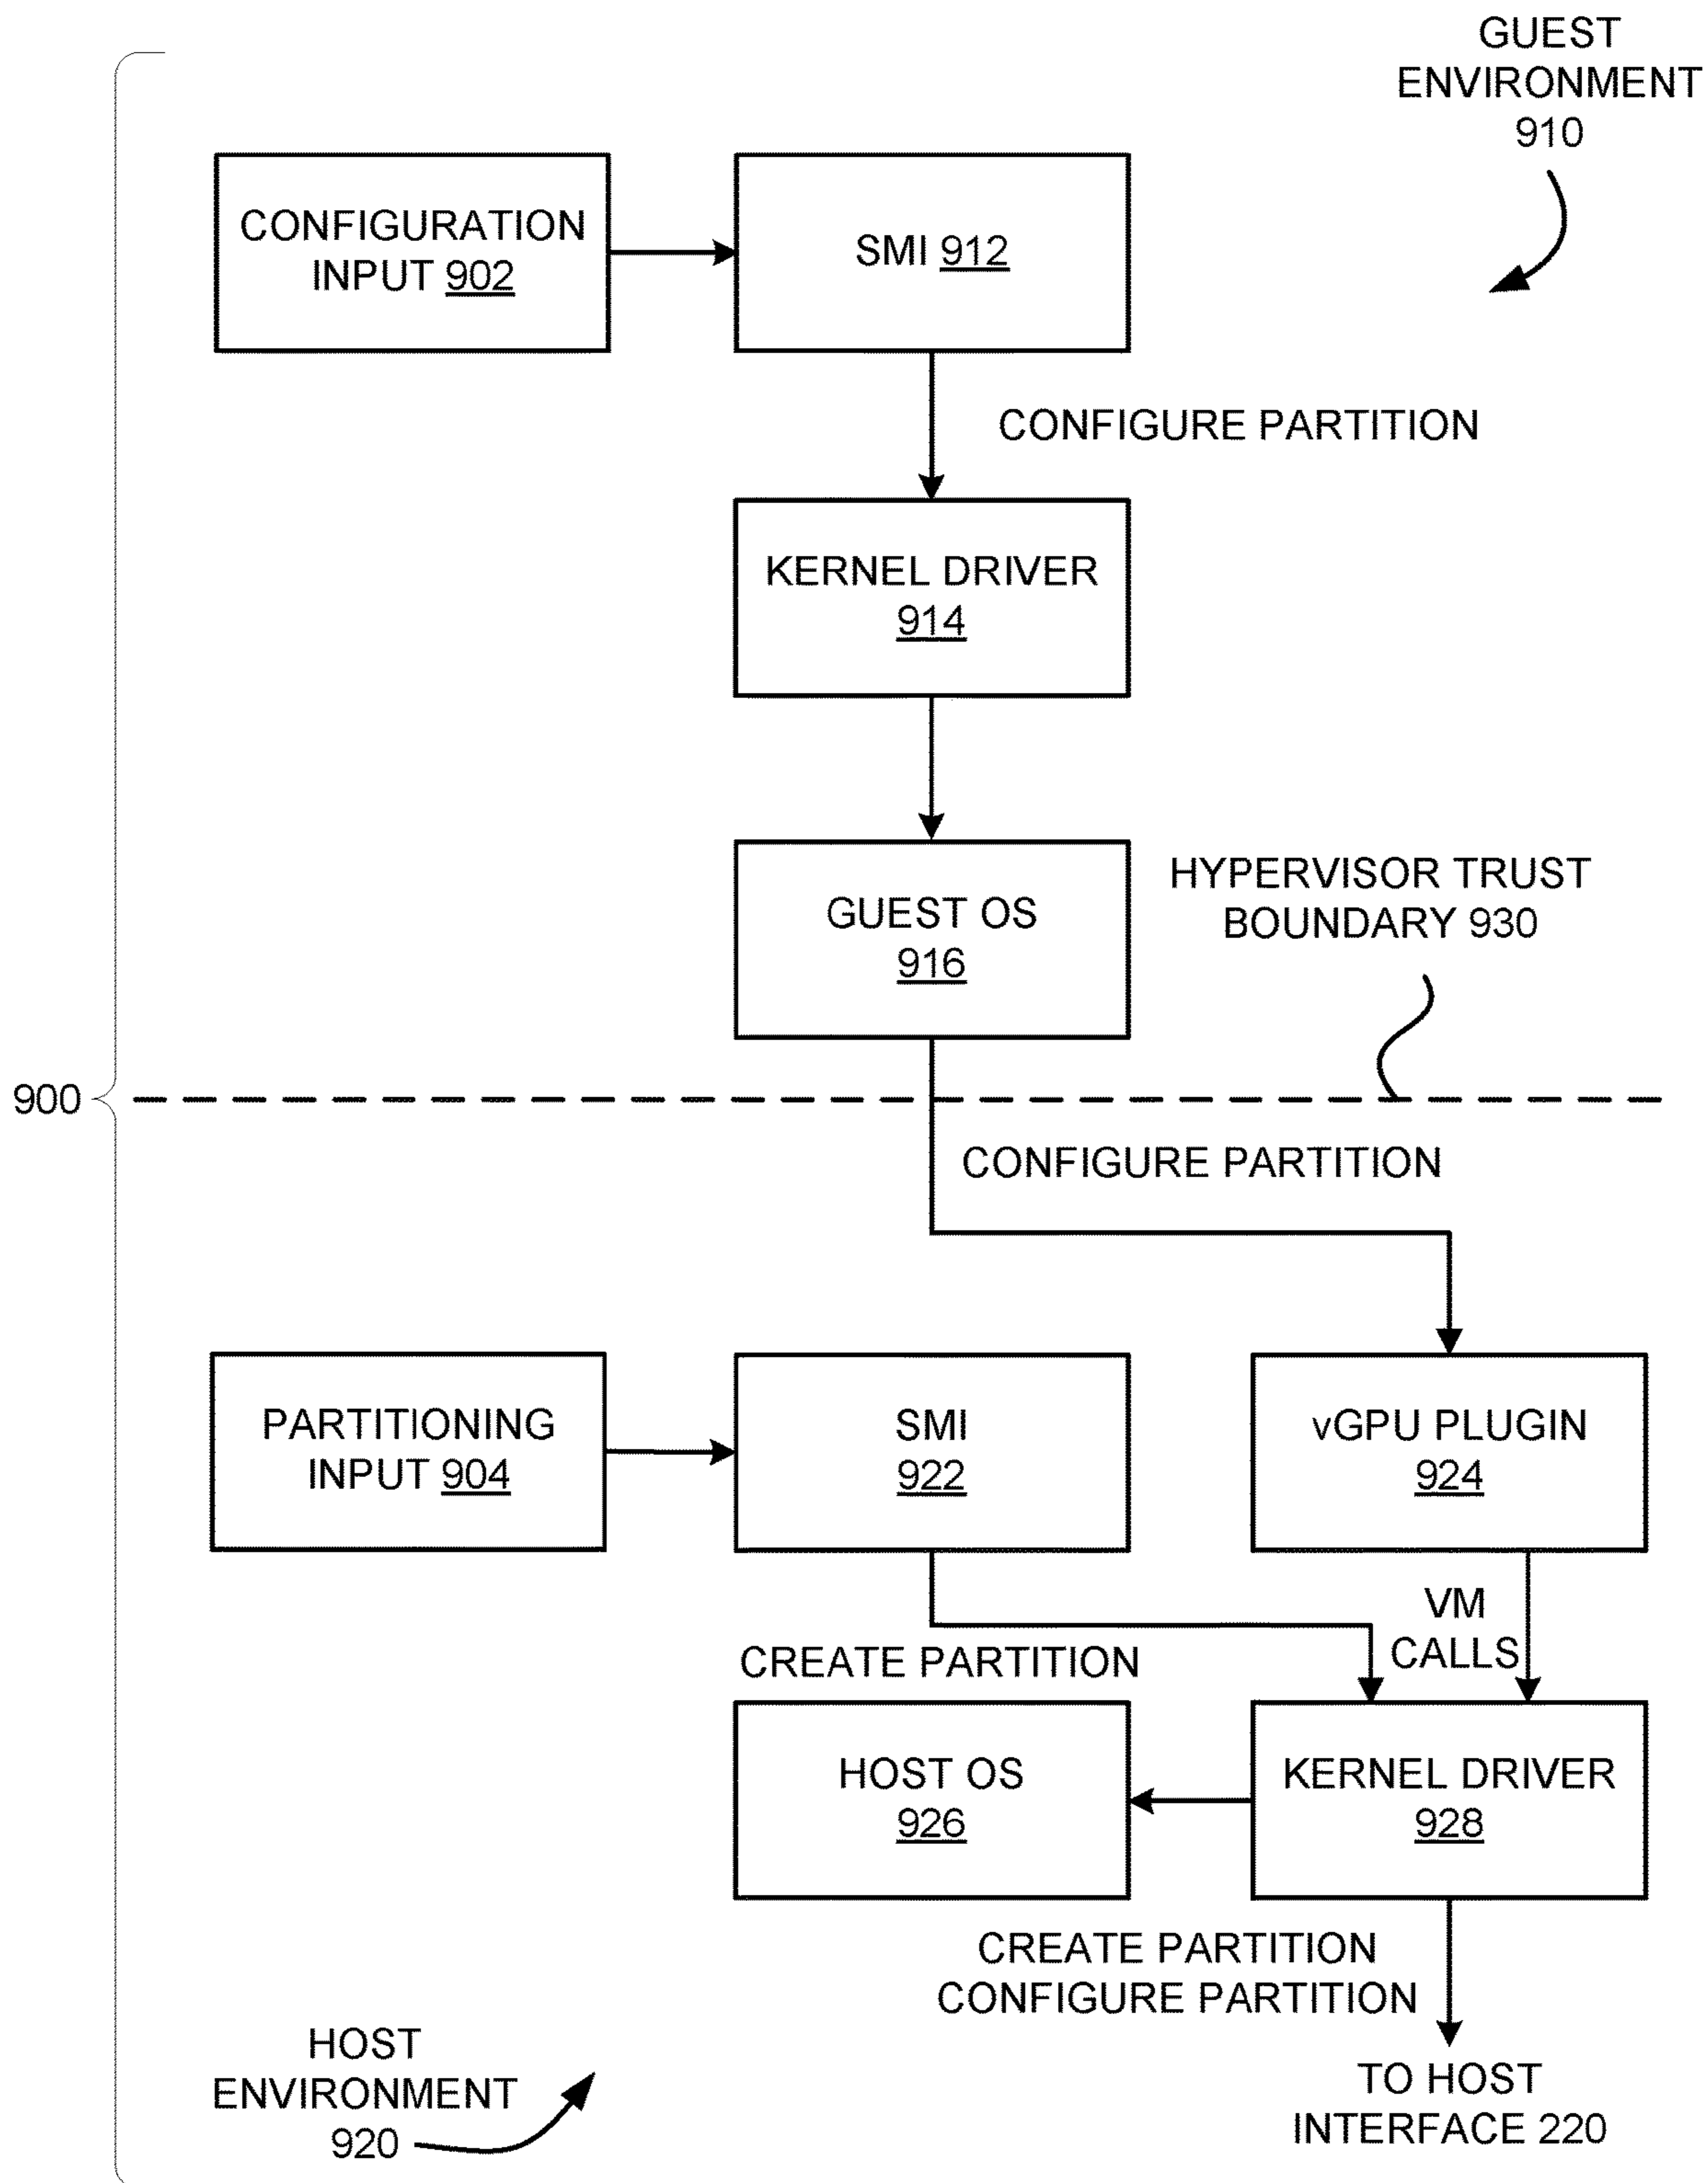 GUEST
ENVIRONMENT
910
CONFIGURATION
INPUT 902
SMI 912
CONFIGURE PARTITION
KERNEL DRIVER
914
GUEST OS
916
HYPERVISOR TRUST
BOUNDARY 930
900
CONFIGURE PARTITION
PARTITIONING
INPUT 904
SMI
922
vGPU PLUGIN
924
VM
CALLS
CREATE PARTITION
HOST OS
926
KERNEL DRIVER
928
CREATE PARTITION
CONFIGURE PARTITION
HOST
ENVIRONMENT
920
TO HOST
INTERFACE 220